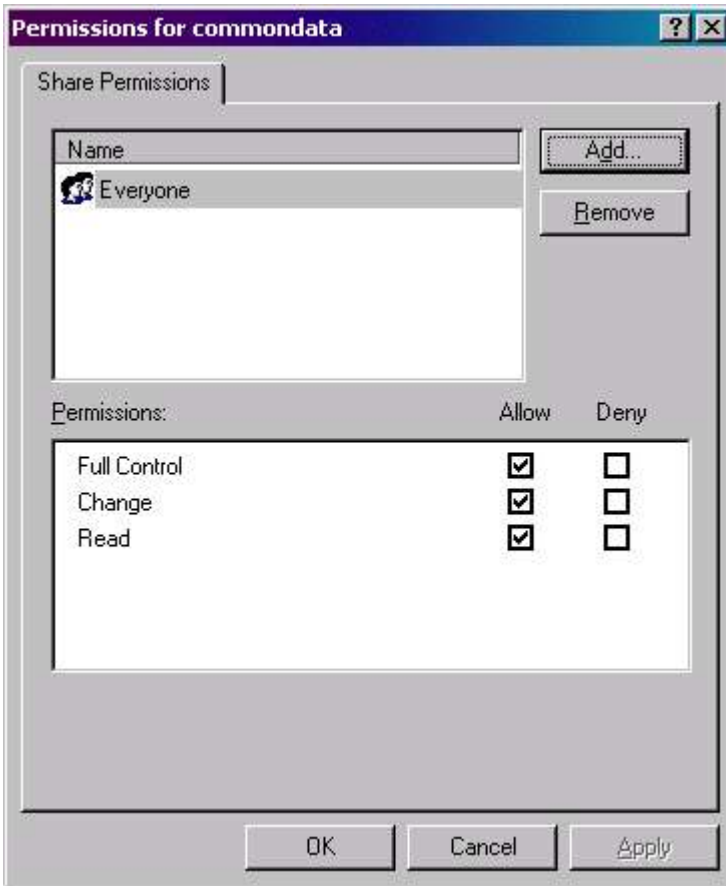 Permissions for commondata
Share Permissions
Name
Add...
Everyone
Remove
Permissions: Allow Deny
Full Control
Change
Read
OK Cancel Apply